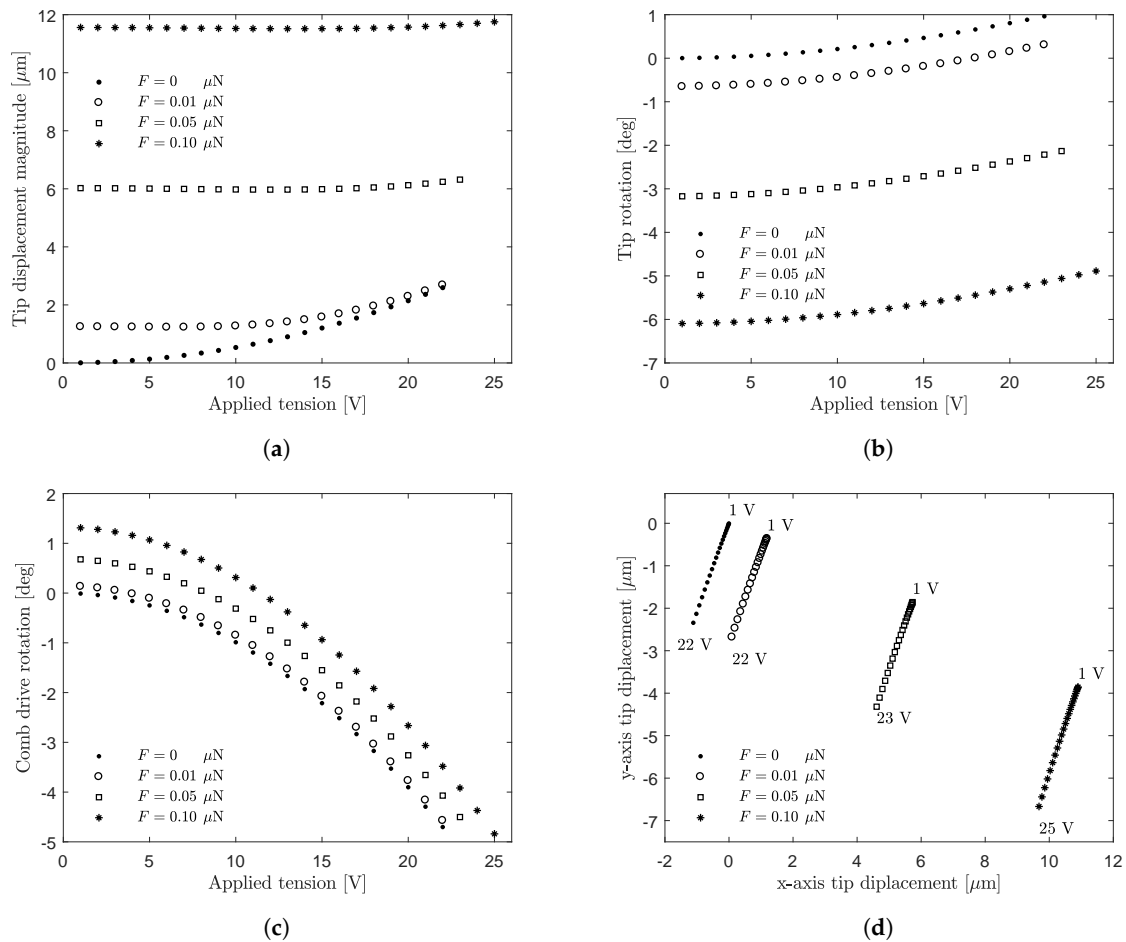 12
10
8
6
4
2
0
Tip displacement magnitude [μm]
F = 0 μN
F = 0.01 μN
F = 0.05 μN
F = 0.10 μN
0 5 10 15 20 25
Applied tension [V]
(a)
1
0
-1
-2
-3
-4
-5
-6
-7
Tip rotation [deg]
F = 0 μN
F = 0.01 μN
F = 0.05 μN
F = 0.10 μN
0 5 10 15 20 25
Applied tension [V]
(b)
2
1
0
-1
-2
-3
-4
-5
Comb drive rotation [deg]
F = 0 μN
F = 0.01 μN
F = 0.05 μN
F = 0.10 μN
0 5 10 15 20 25
Applied tension [V]
(c)
0
-1
-2
-3
-4
-5
-6
-7
y-axis tip diplacement [μm]
1 V
1 V
22 V
22 V
1 V
23 V
1 V
25 V
F = 0 μN
F = 0.01 μN
F = 0.05 μN
F = 0.10 μN
-2 0 2 4 6 8 10 12
x-axis tip diplacement [μm]
(d)